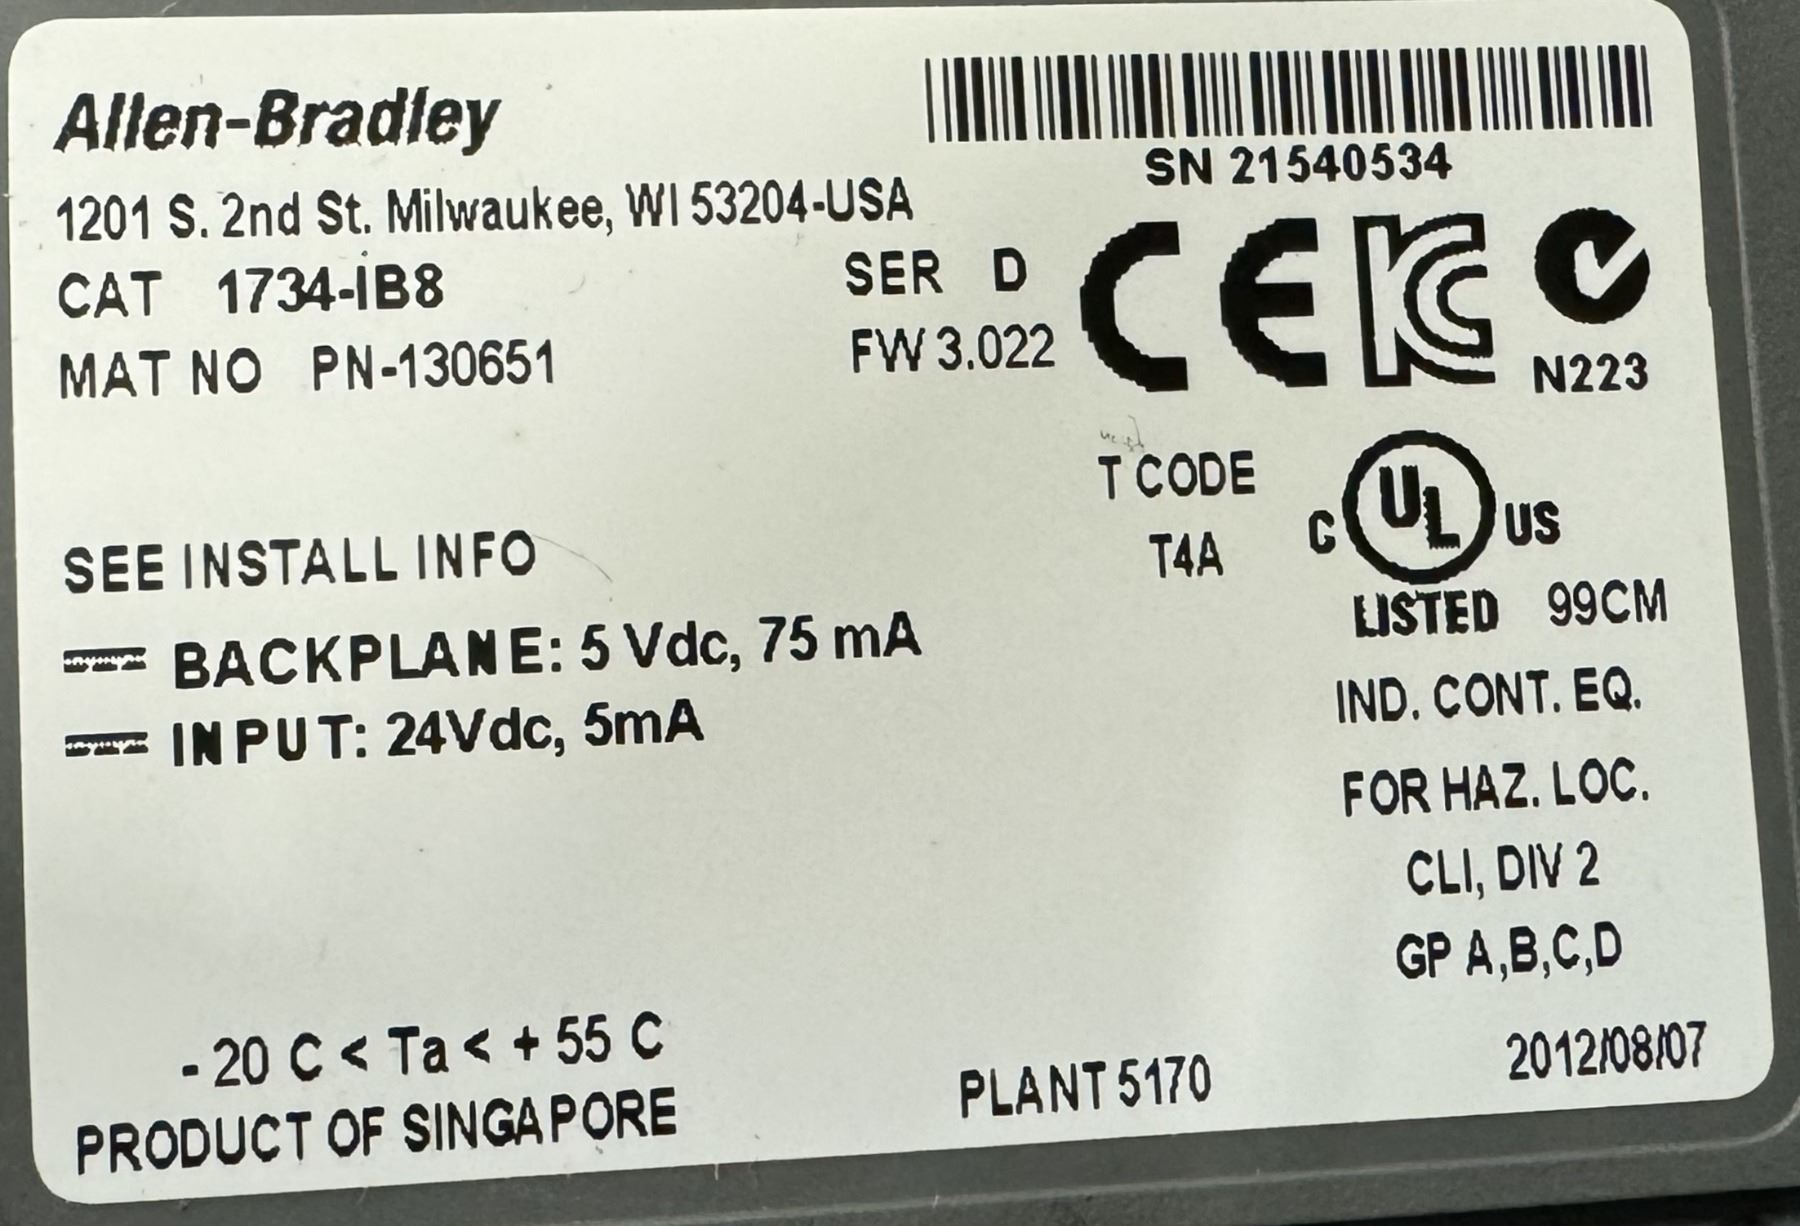 Allen-Bradley
SN 21540534
1201 S. 2nd St. Milwaukee, WI 53204-USA
CAT 1734-IB8 SER D
MAT NO PN-130651 FW 3.022
CE KC
N223
T CODE
T4A
C UL US
LISTED 99CM
SEE INSTALL INFO
BACKPLANE: 5 Vdc, 75 mA
INPUT: 24Vdc, 5mA
IND. CONT. EQ.
FOR HAZ. LOC.
CLI, DIV 2
GP A,B,C,D
- 20 C < Ta < + 55 C
PRODUCT OF SINGAPORE
PLANT 5170
2012/08/07